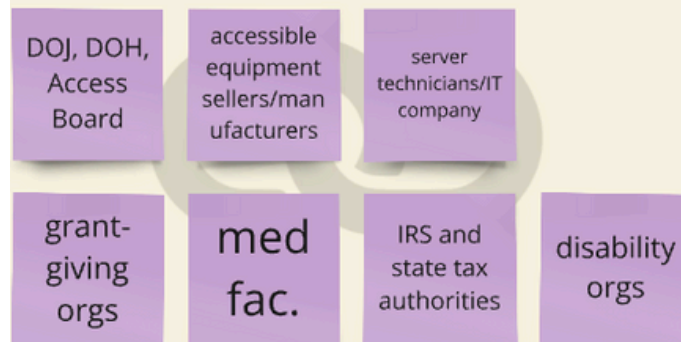 DOJ, DOH,
Access
Board
accessible
equipment
sellers/man
ufacturers
server
technicians/IT
company
grant-
giving
orgs
med
fac.
IRS and
state tax
authorities
disability
orgs